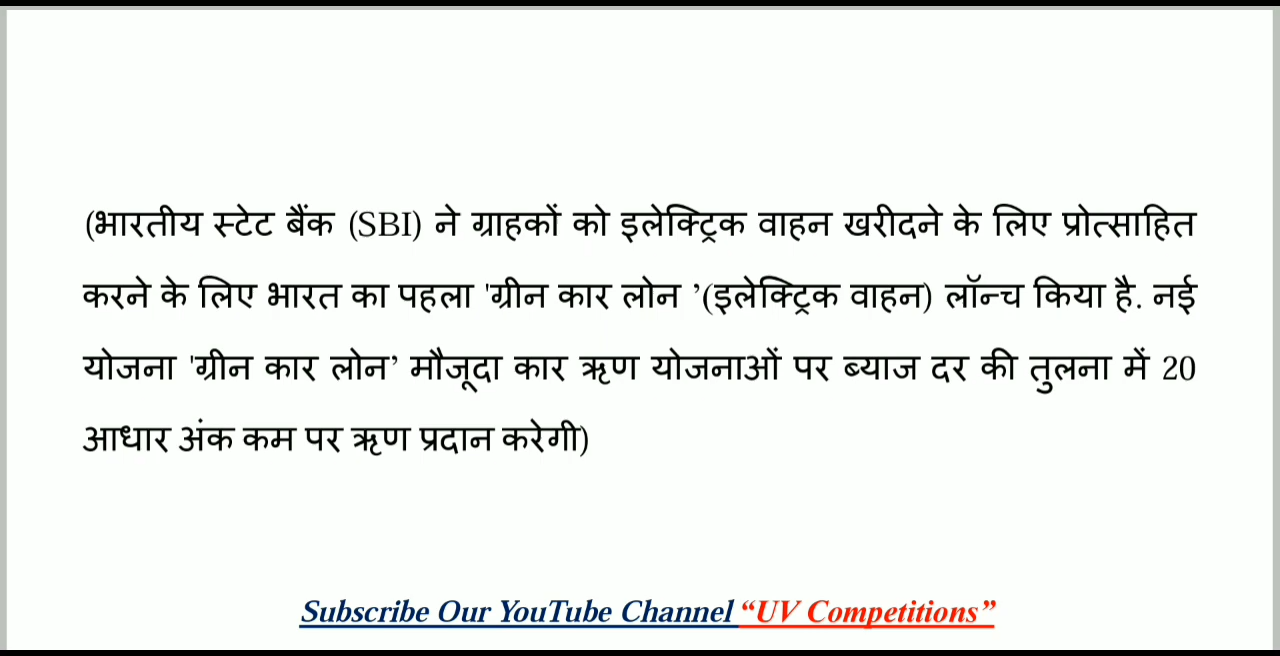 (भारतीय स्टेट बैंक (SBI) ने ग्राहकों को इलेक्ट्रिक वाहन खरीदने के लिए प्रोत्साहित
करने के लिए भारत का पहला 'ग्रीन कार लोन ’(इलेक्ट्रिक वाहन) लॉन्च किया है. नई
योजना 'ग्रीन कार लोन’ मौजूदा कार ऋण योजनाओं पर ब्याज दर की तुलना में 20
आधार अंक कम पर ऋण प्रदान करेगी)
Subscribe Our YouTube Channel “UV Competitions”